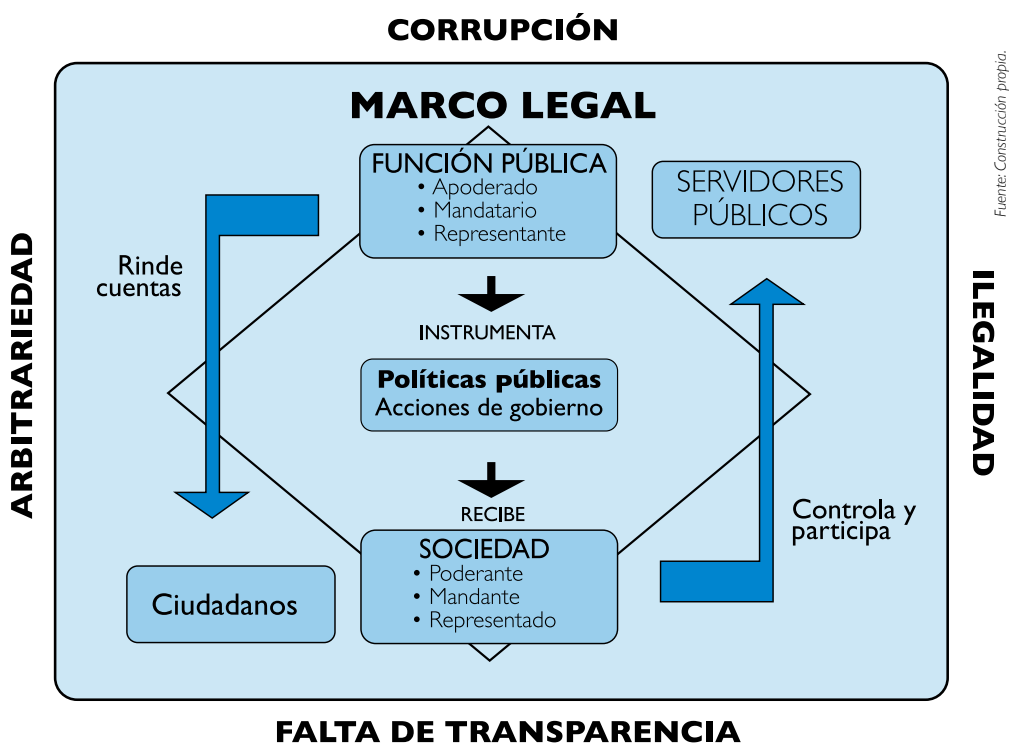 CORRUPCIÓN
Fuente: Construcción propia.
MARCO LEGAL
FUNCIÓN PÚBLICA
• Apoderado
• Mandatario
• Representante
SERVIDORES
PÚBLICOS
ARBITRARIEDAD
Rinde
cuentas
INSTRUMENTA
Políticas públicas
Acciones de gobierno
ILEGALIDAD
RECIBE
Controla y
participa
SOCIEDAD
• Poderante
• Mandante
• Representado
Ciudadanos
FALTA DE TRANSPARENCIA